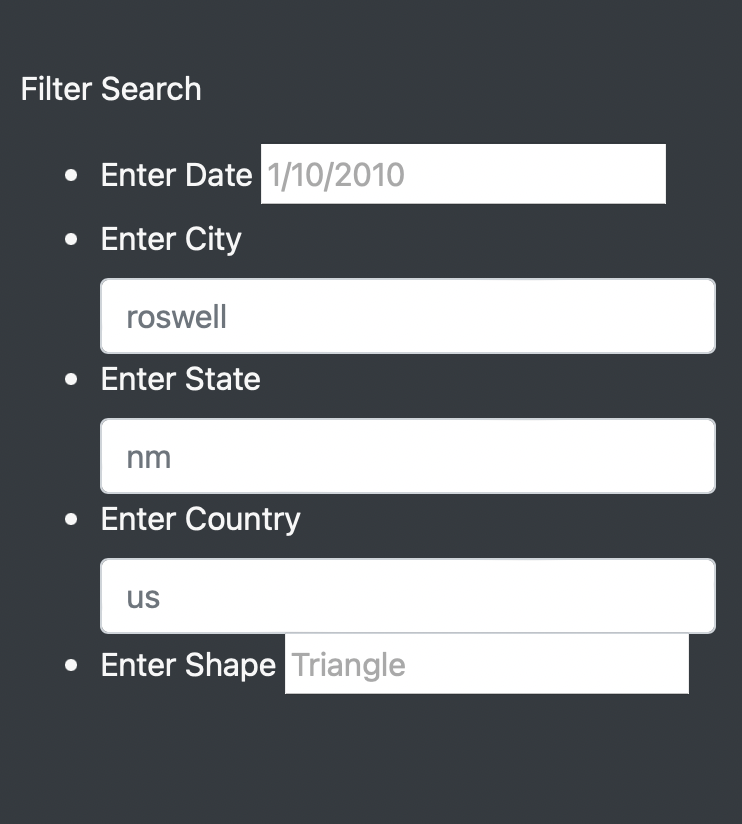 Filter Search
Enter Date 1/10/2010
Enter City
roswell
Enter State
nm
Enter Country
us
Enter Shape Triangle